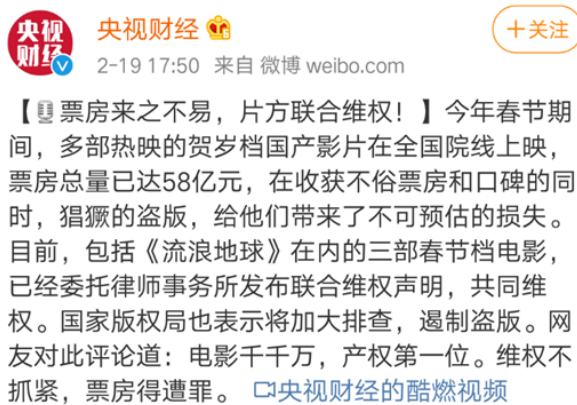 央视
财经
央视财经
+关注
2-19 17:50 来自 微博 weibo.com
【🎙票房来之不易，片方联合维权！】今年春节期
间，多部热映的贺岁档国产影片在全国院线上映，
票房总量已达58亿元，在收获不俗票房和口碑的同
时，猖獗的盗版，给他们带来了不可预估的损失。
目前，包括《流浪地球》在内的三部春节档电影，
已经委托律师事务所发布联合维权声明，共同维
权。国家版权局也表示将加大排查，遏制盗版。网
友对此评论道：电影千千万，产权第一位。维权不
抓紧，票房得遭罪。 央视财经的酷燃视频